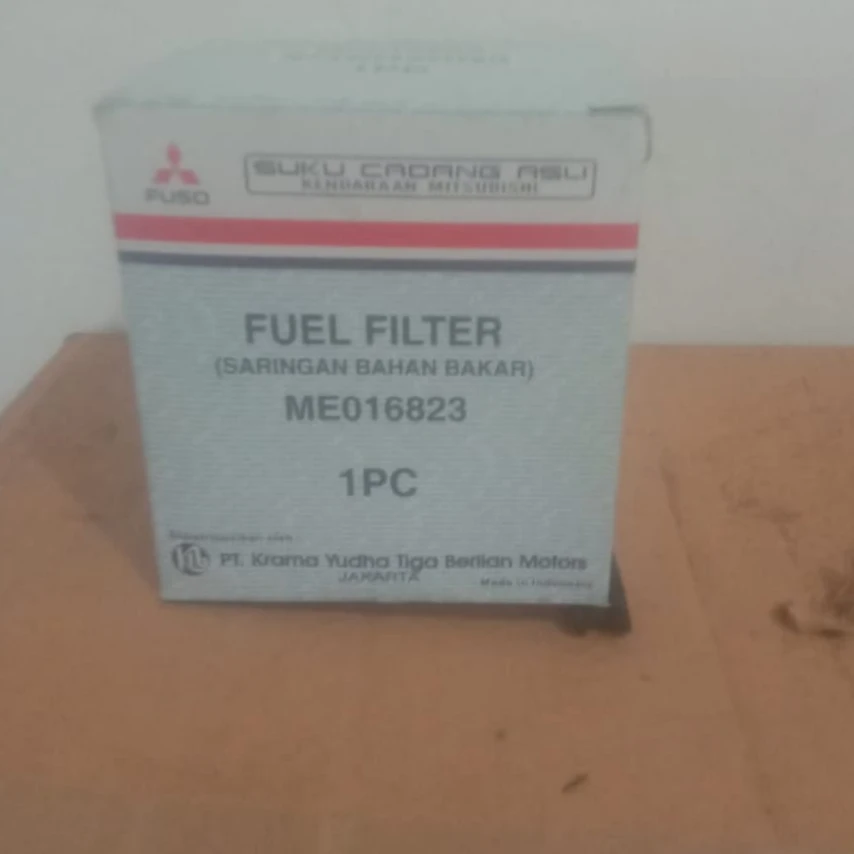 1PC
FUSO
SUKU CADANG ASLI
KENDARAAN MITSUBISHI
FUEL FILTER
(SARINGAN BAHAN BAKAR)
ME016823
1PC
PT. Krama Yudha Tiga Berlian Motors
JAKARTA
Made in Indonesia